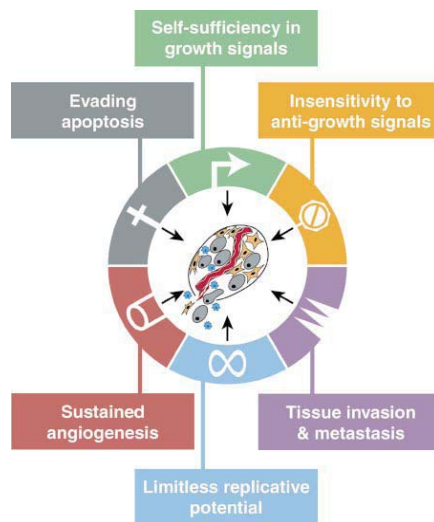 Self-sufficiency in
growth signals
Evading
apoptosis
Insensitivity to
anti-growth signals
Sustained
angiogenesis
Tissue invasion
& metastasis
Limitless replicative
potential